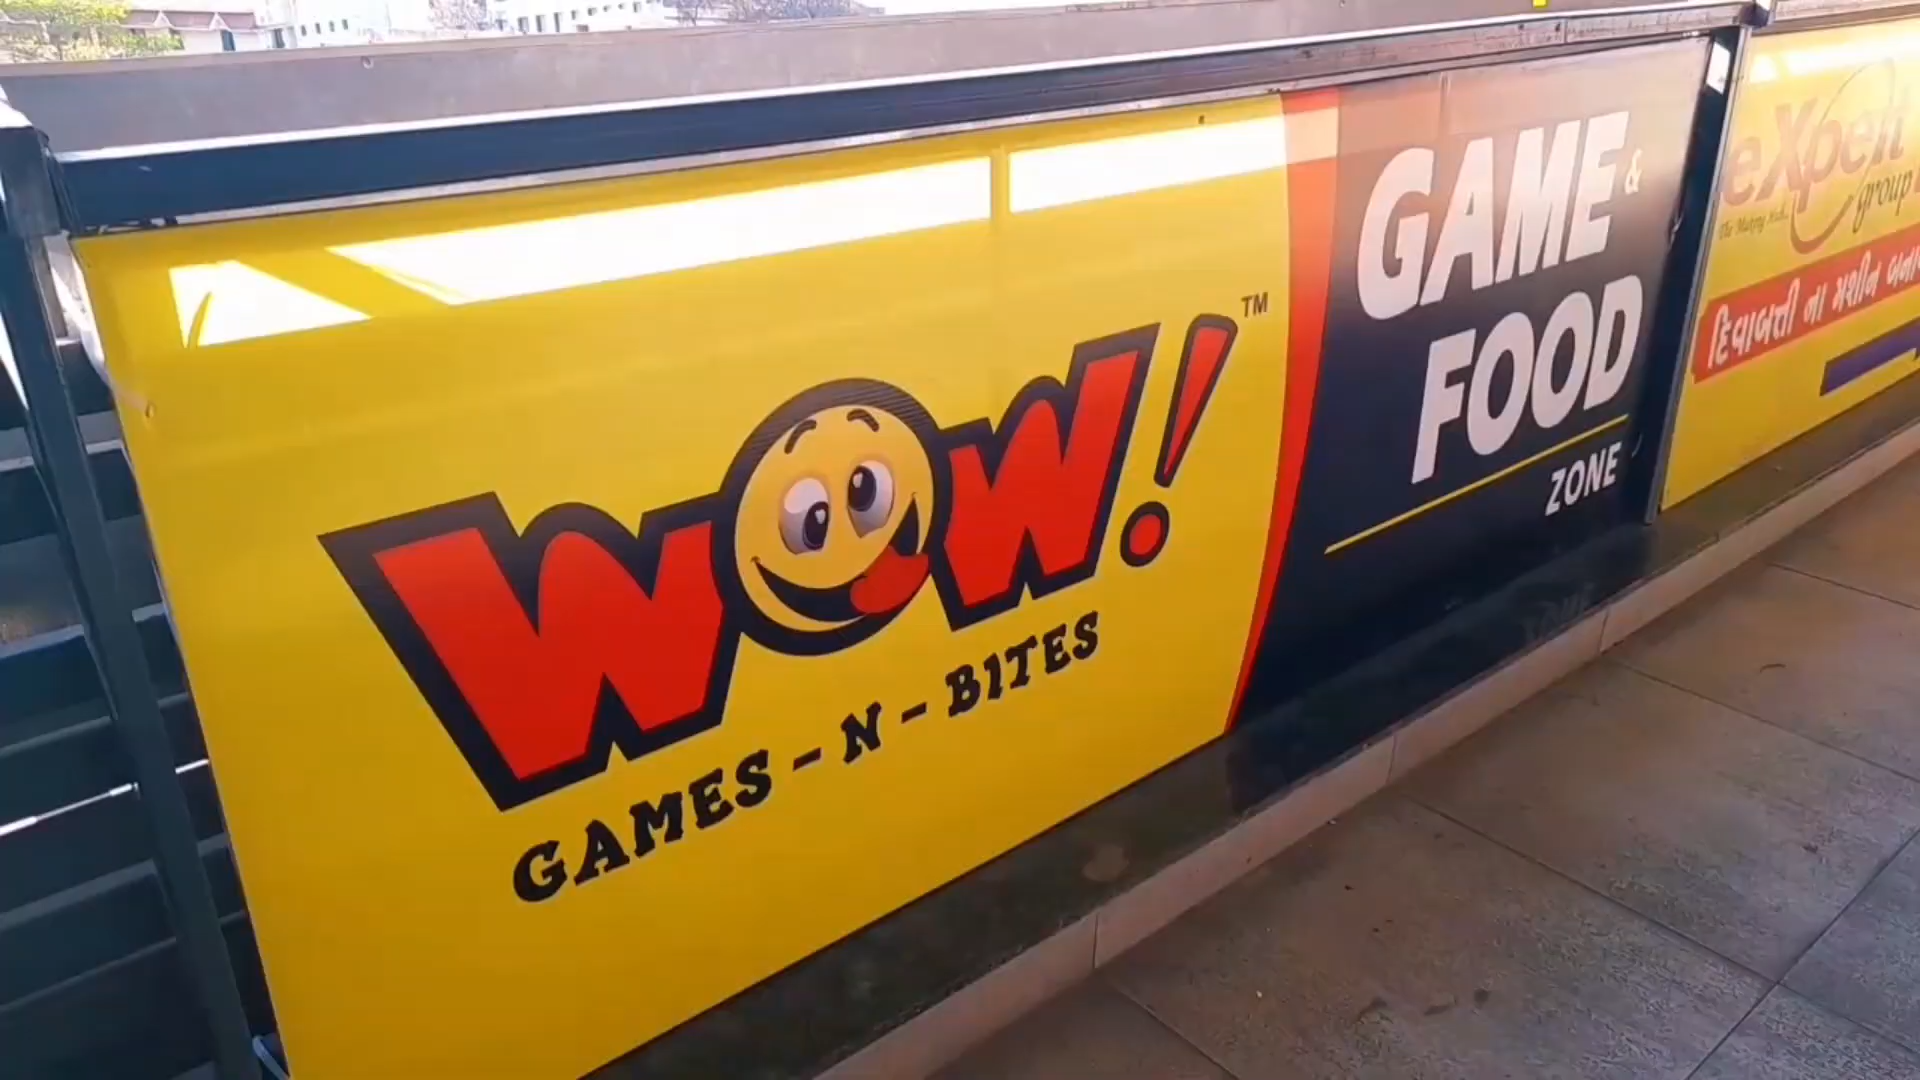 WOW! TM
GAMES - N - BITES
GAME &
FOOD
ZONE
eXpert
group
દિવાબત્તી ના મશીન